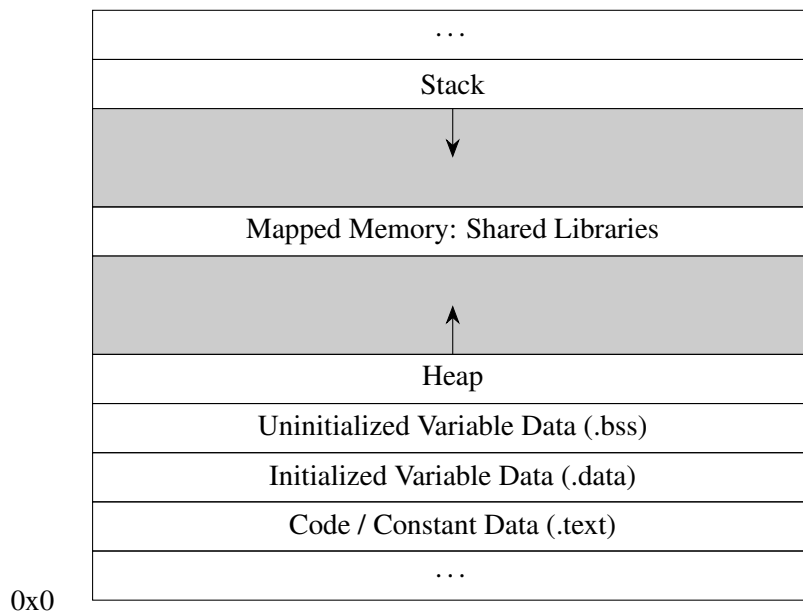 ...
Stack
Mapped Memory: Shared Libraries
Heap
Uninitialized Variable Data (.bss)
Initialized Variable Data (.data)
Code / Constant Data (.text)
...
0x0